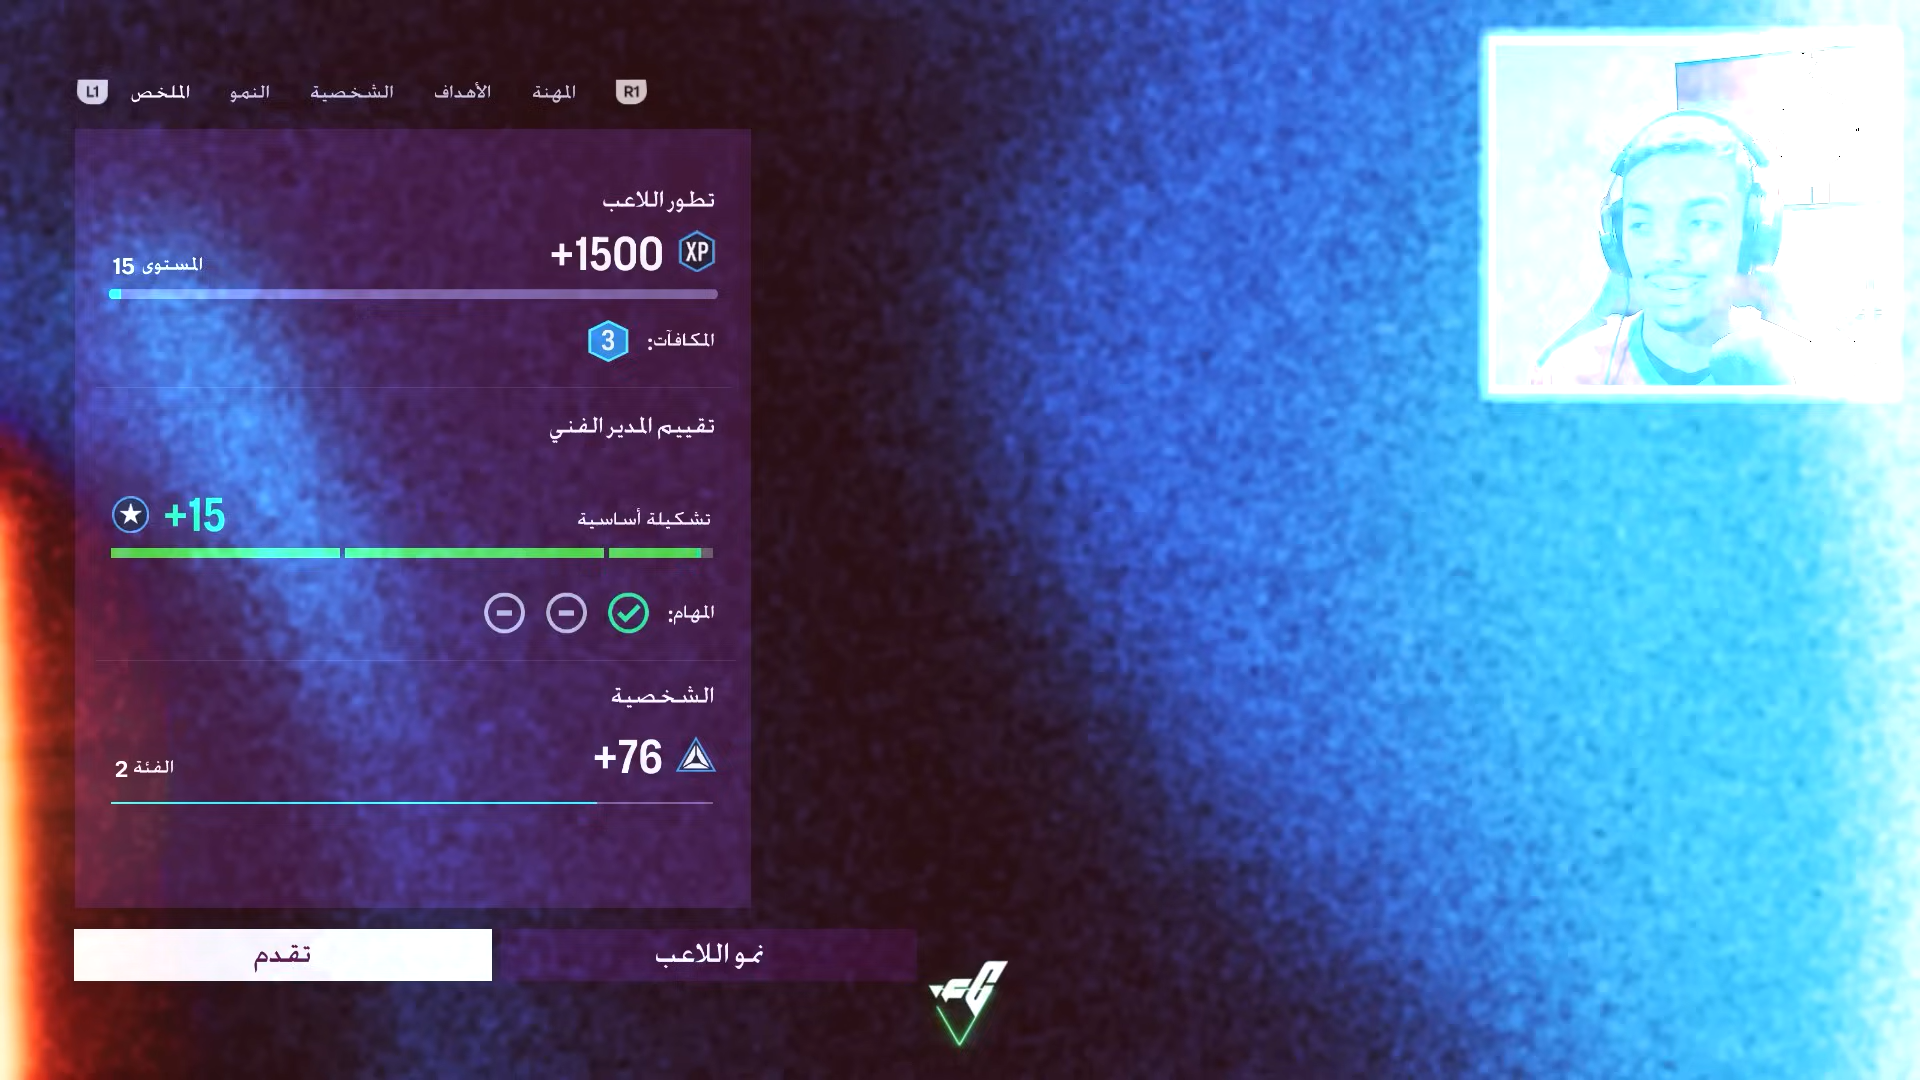 L1 الملخص النمو الشخصية الأهداف المهنة R1
تطور اللاعب
+1500 XP
المستوى 15
المكافآت: 3
تقييم المدير الفني
تشكيلة أساسية +15
المهام:
الشخصية
+76
الفئة 2
تقدم
نمو اللاعب
FC